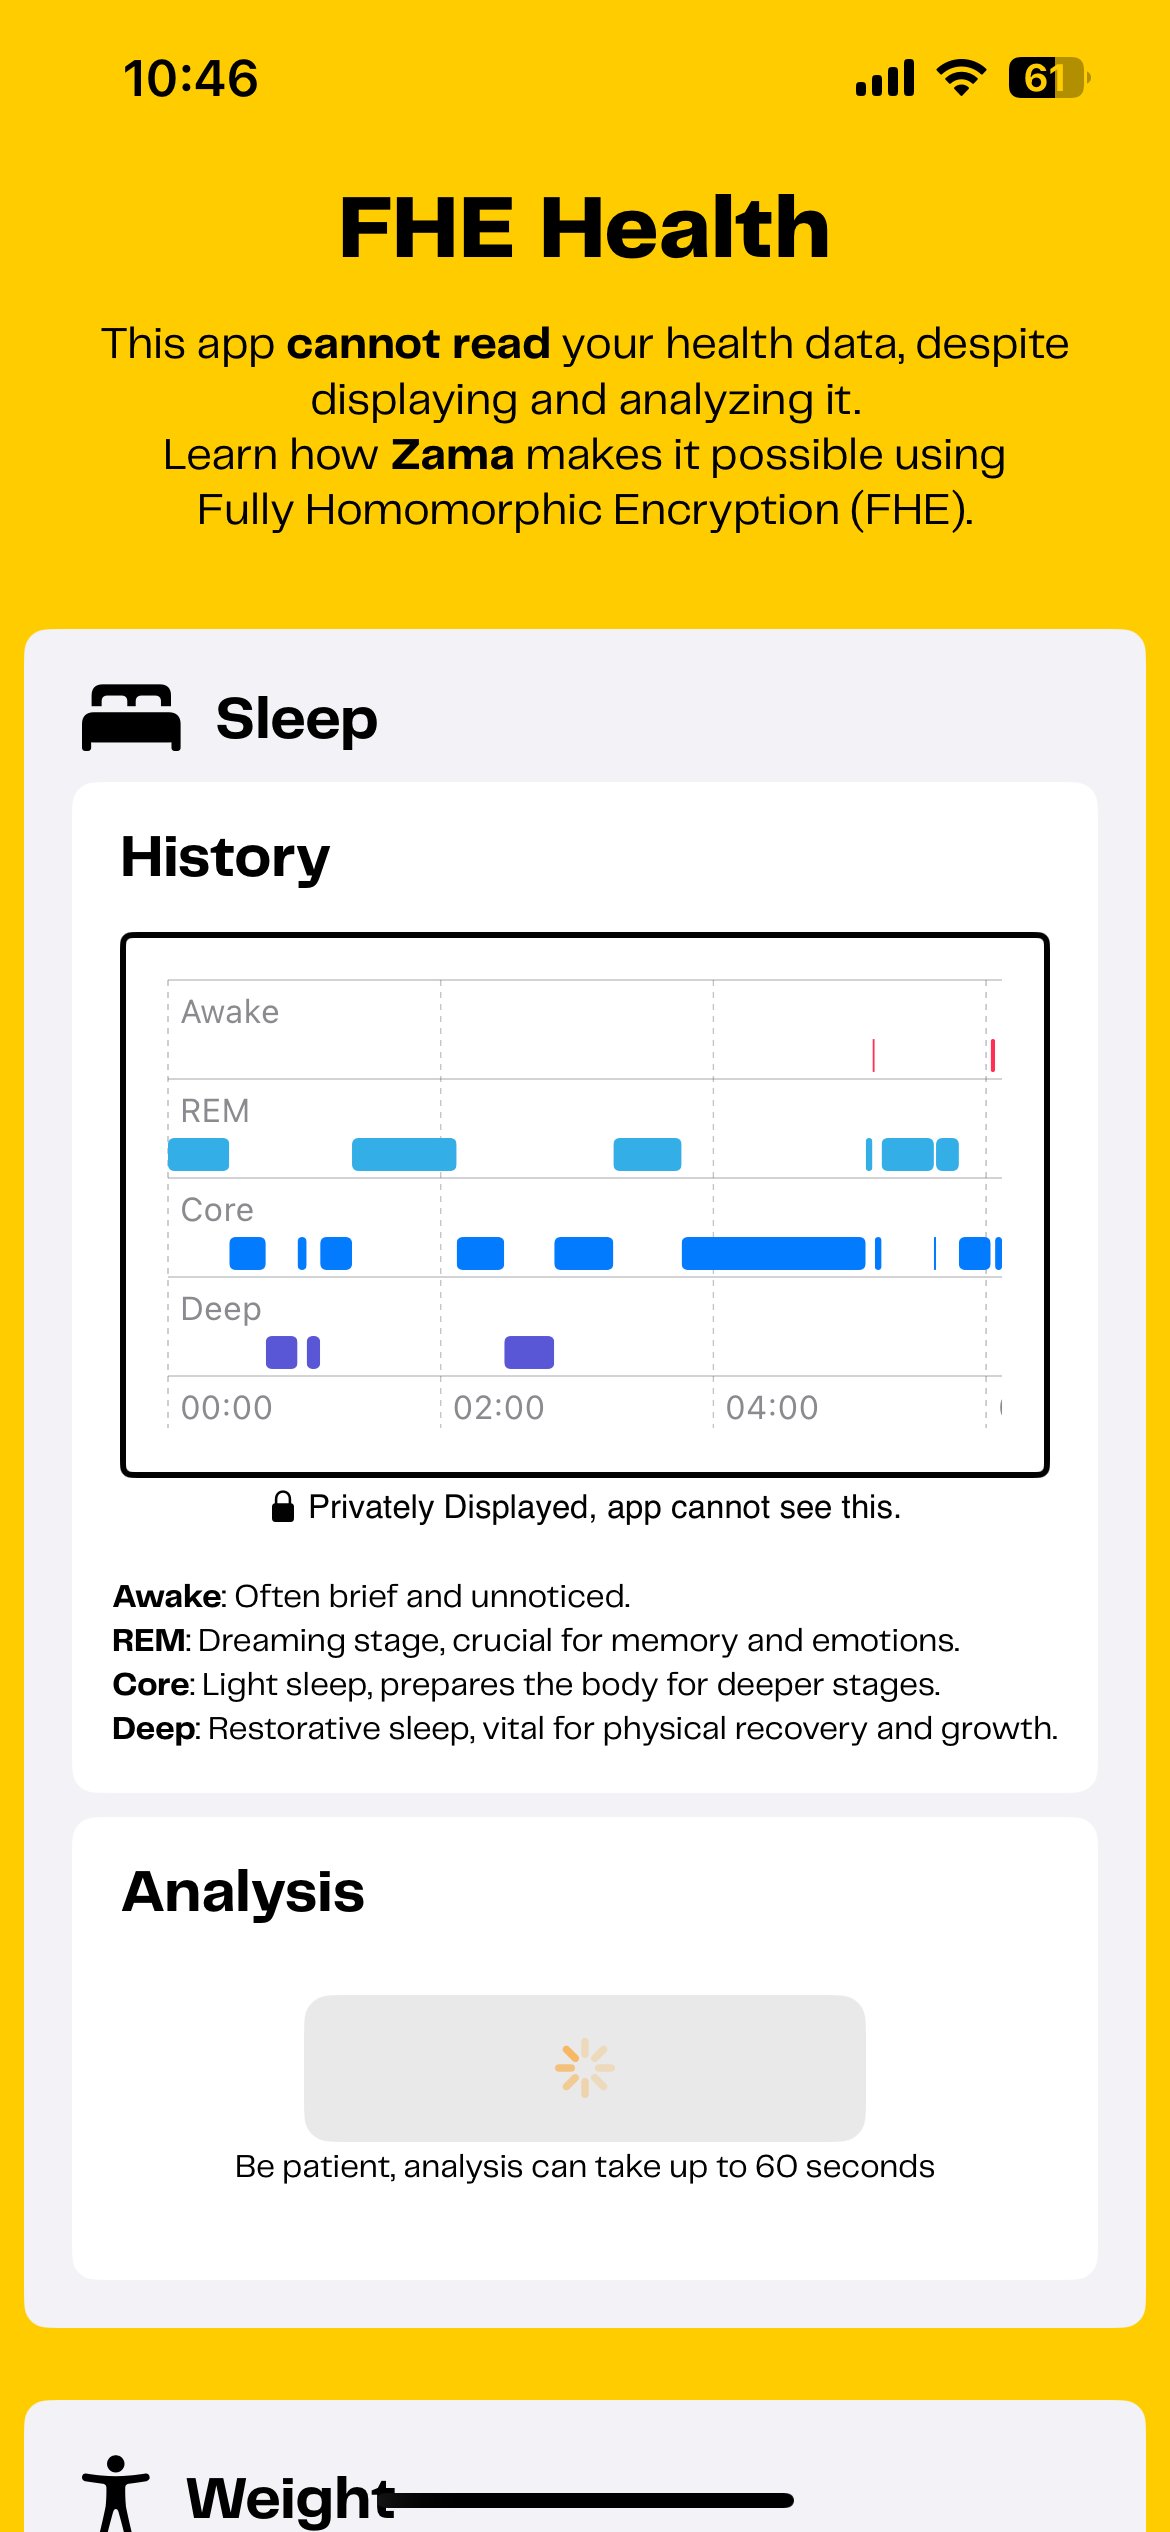 10:46
61
FHE Health
This app cannot read your health data, despite
displaying and analyzing it.
Learn how Zama makes it possible using
Fully Homomorphic Encryption (FHE).
Sleep
History
Awake
REM
Core
Deep
00:00 02:00 04:00
Privately Displayed, app cannot see this.
Awake: Often brief and unnoticed.
REM: Dreaming stage, crucial for memory and emotions.
Core: Light sleep, prepares the body for deeper stages.
Deep: Restorative sleep, vital for physical recovery and growth.
Analysis
Be patient, analysis can take up to 60 seconds
Weight